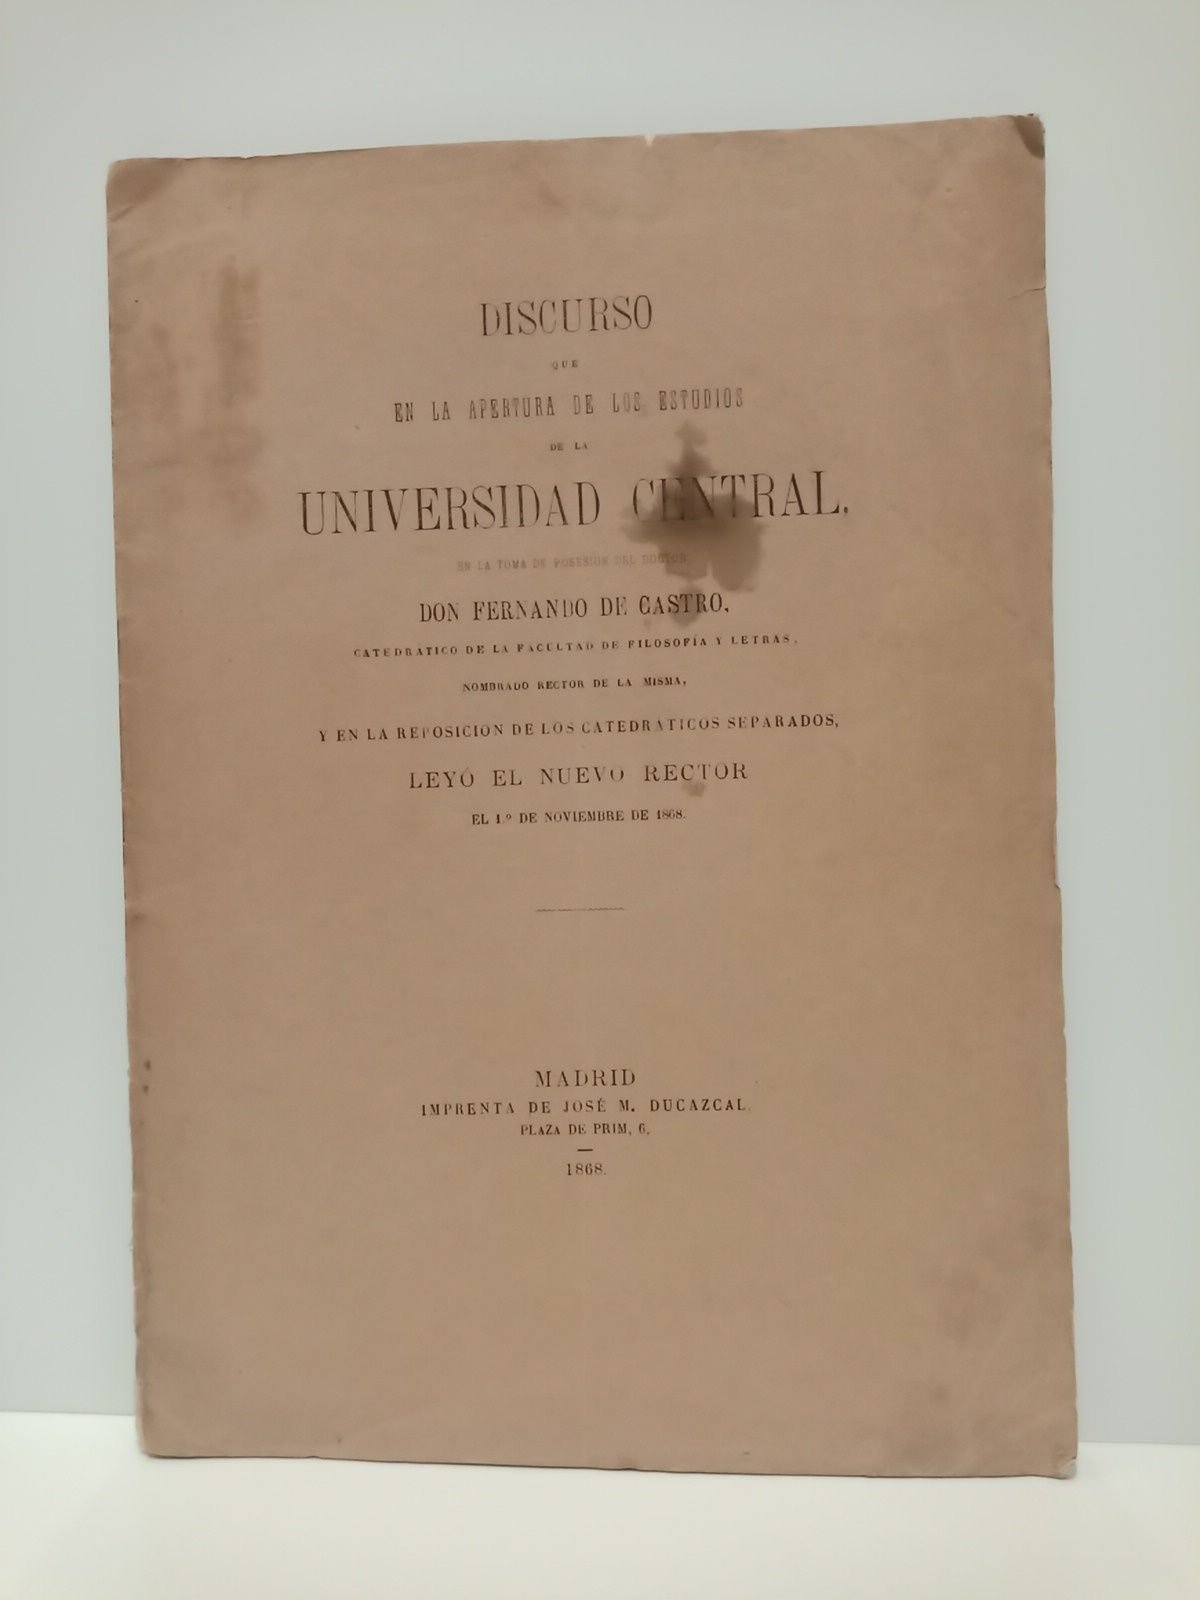 DISCURSO
QUE
EN LA APERTURA DE LOS ESTUDIOS
DE LA
UNIVERSIDAD CENTRAL,
EN LA TOMA DE POSESION DEL DOCTOR
DON FERNANDO DE CASTRO,
CATEDRÁTICO DE LA FACULTAD DE FILOSOFÍA Y LETRAS,
NOMBRADO RECTOR DE LA MISMA,
Y EN LA REPOSICION DE LOS CATEDRÁTICOS SEPARADOS,
LEYÓ EL NUEVO RECTOR
EL 1.º DE NOVIEMBRE DE 1868.
MADRID
IMPRENTA DE JOSÉ M. DUCAZCAL,
PLAZA DE PRIM, 6.
1868.